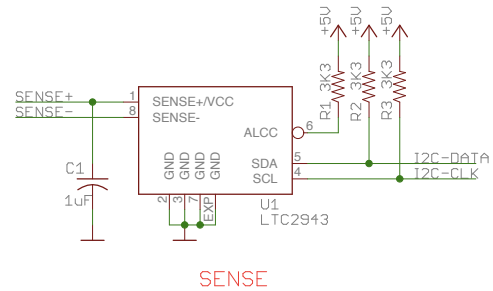 +5V
+5V
+5V
R1 3K3
R2 3K3
R3 3K3
SENSE+
SENSE-
1
8
SENSE+/VCC
SENSE-
ALCC
6
SDA
5
SCL
4
I2C-DATA
I2C-CLK
GND
GND
GND
GND
2
3
7
EXP
C1
1uF
U1
LTC2943
SENSE